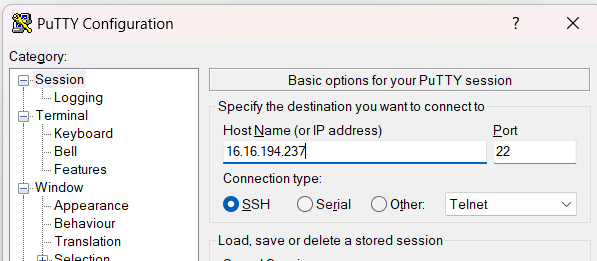 PuTTY Configuration
Category:
Session
Logging
Terminal
Keyboard
Bell
Features
Window
Appearance
Behaviour
Translation
Selection
Basic options for your PuTTY session
Specify the destination you want to connect to
Host Name (or IP address) Port
16.16.194.237 22
Connection type:
SSH Serial Other: Telnet
Load, save or delete a stored session